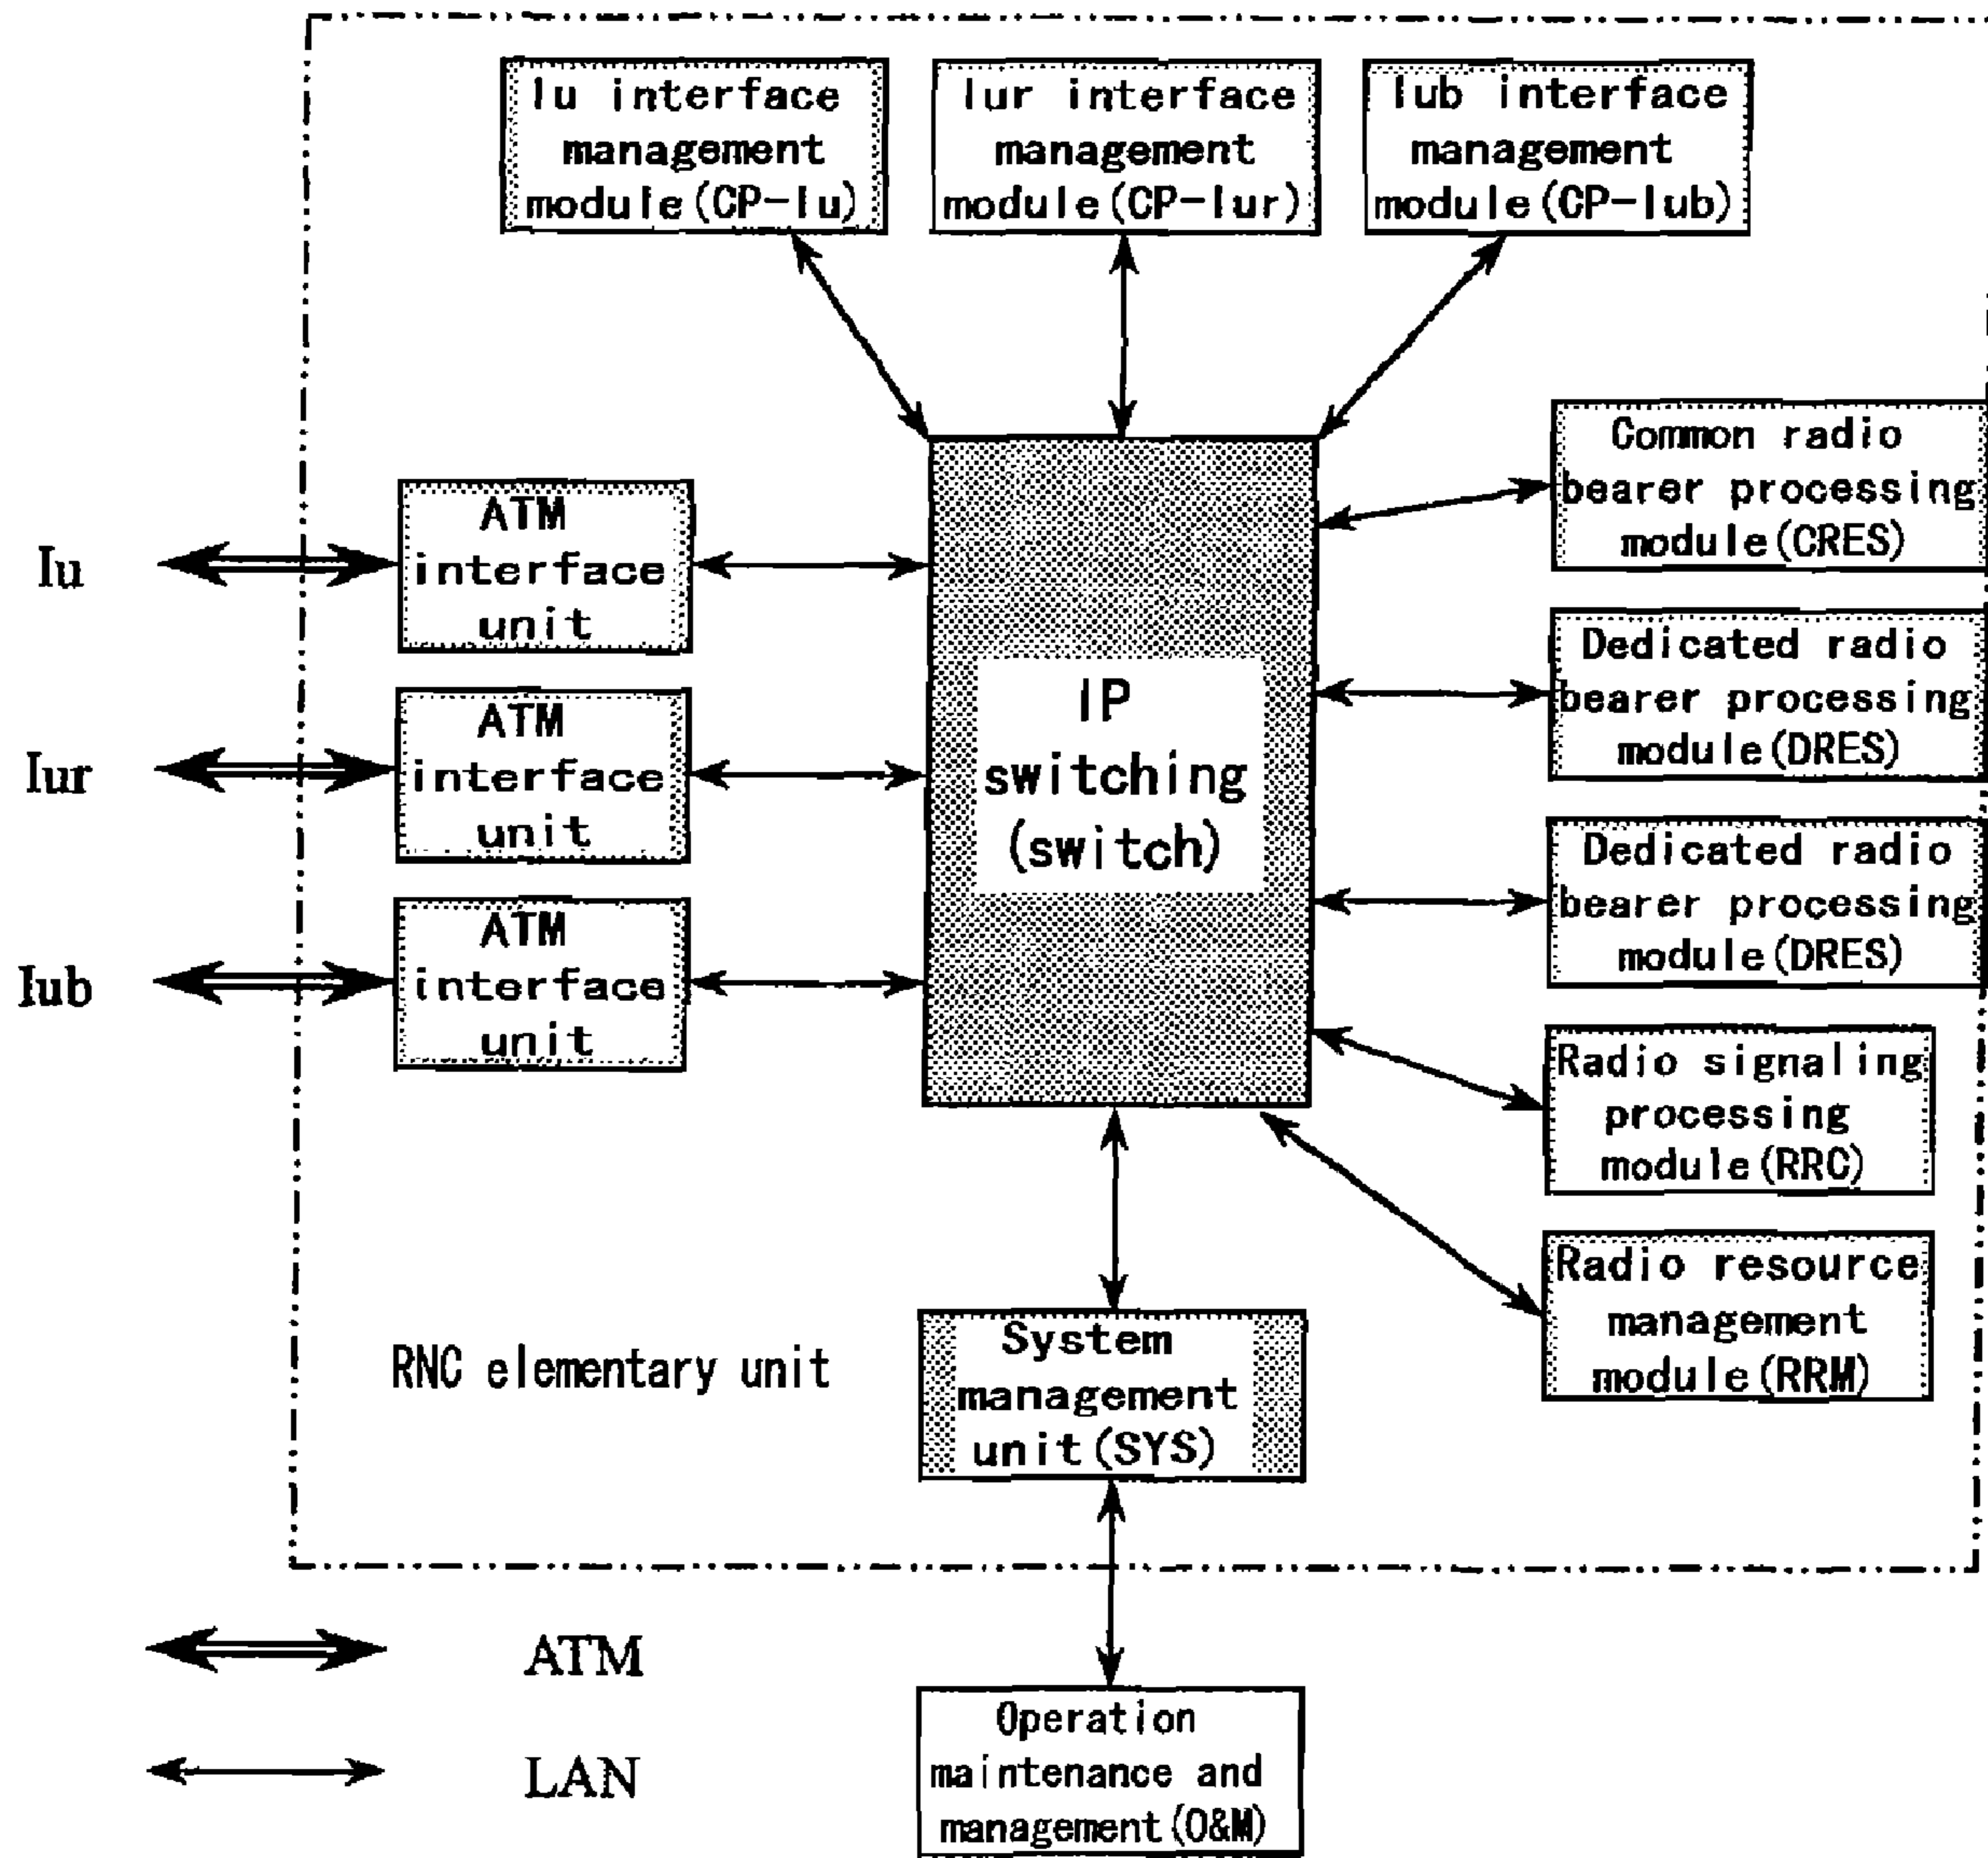 Iu interface
management
module(CP-Iu)
Iur interface
management
module(CP-Iur)
Iub interface
management
module(CP-Iub)
Common radio
bearer processing
module(CRES)
Iu
ATM
interface
unit
Dedicated radio
bearer processing
module(DRES)
IP
switching
(switch)
Iur
ATM
interface
unit
Dedicated radio
bearer processing
module(DRES)
Iub
ATM
interface
unit
Radio signaling
processing
module(RRC)
Radio resource
management
module(RRM)
RNC elementary unit
System
management
unit(SYS)
ATM
LAN
Operation
maintenance and
management(O&M)